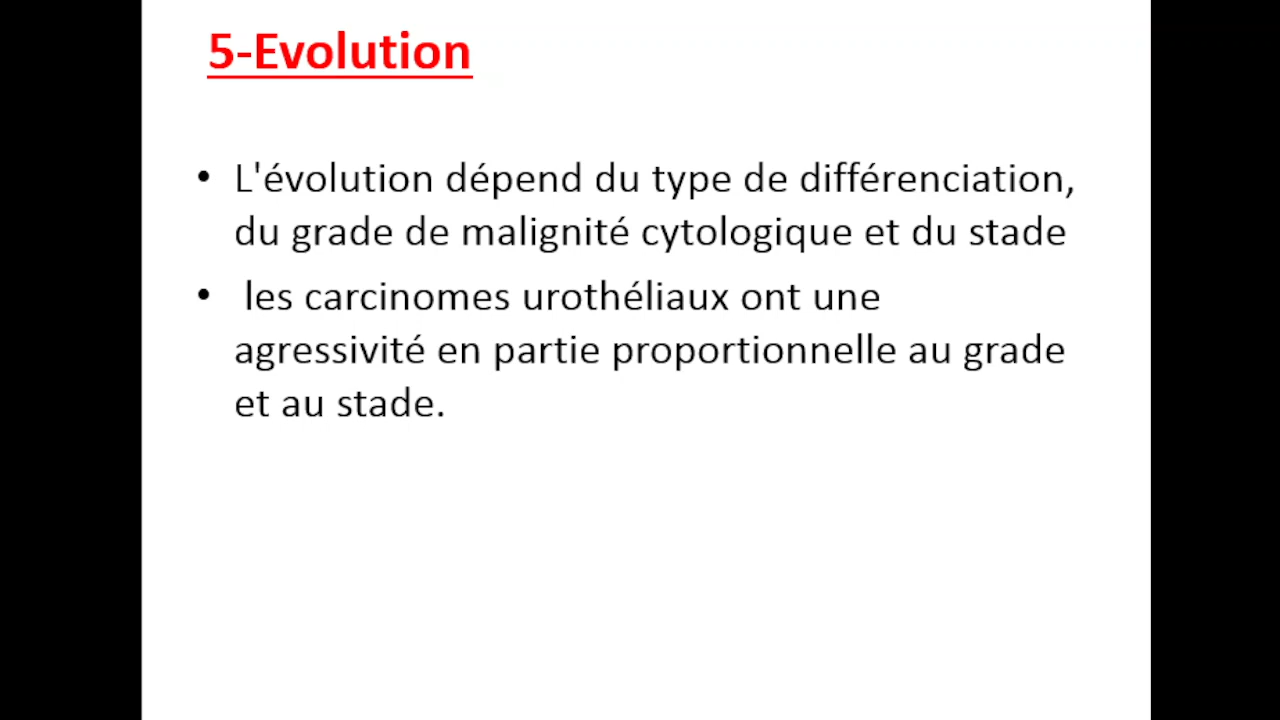 5-Evolution
• L'évolution dépend du type de différenciation,
du grade de malignité cytologique et du stade
• les carcinomes urothéliaux ont une
agressivité en partie proportionnelle au grade
et au stade.